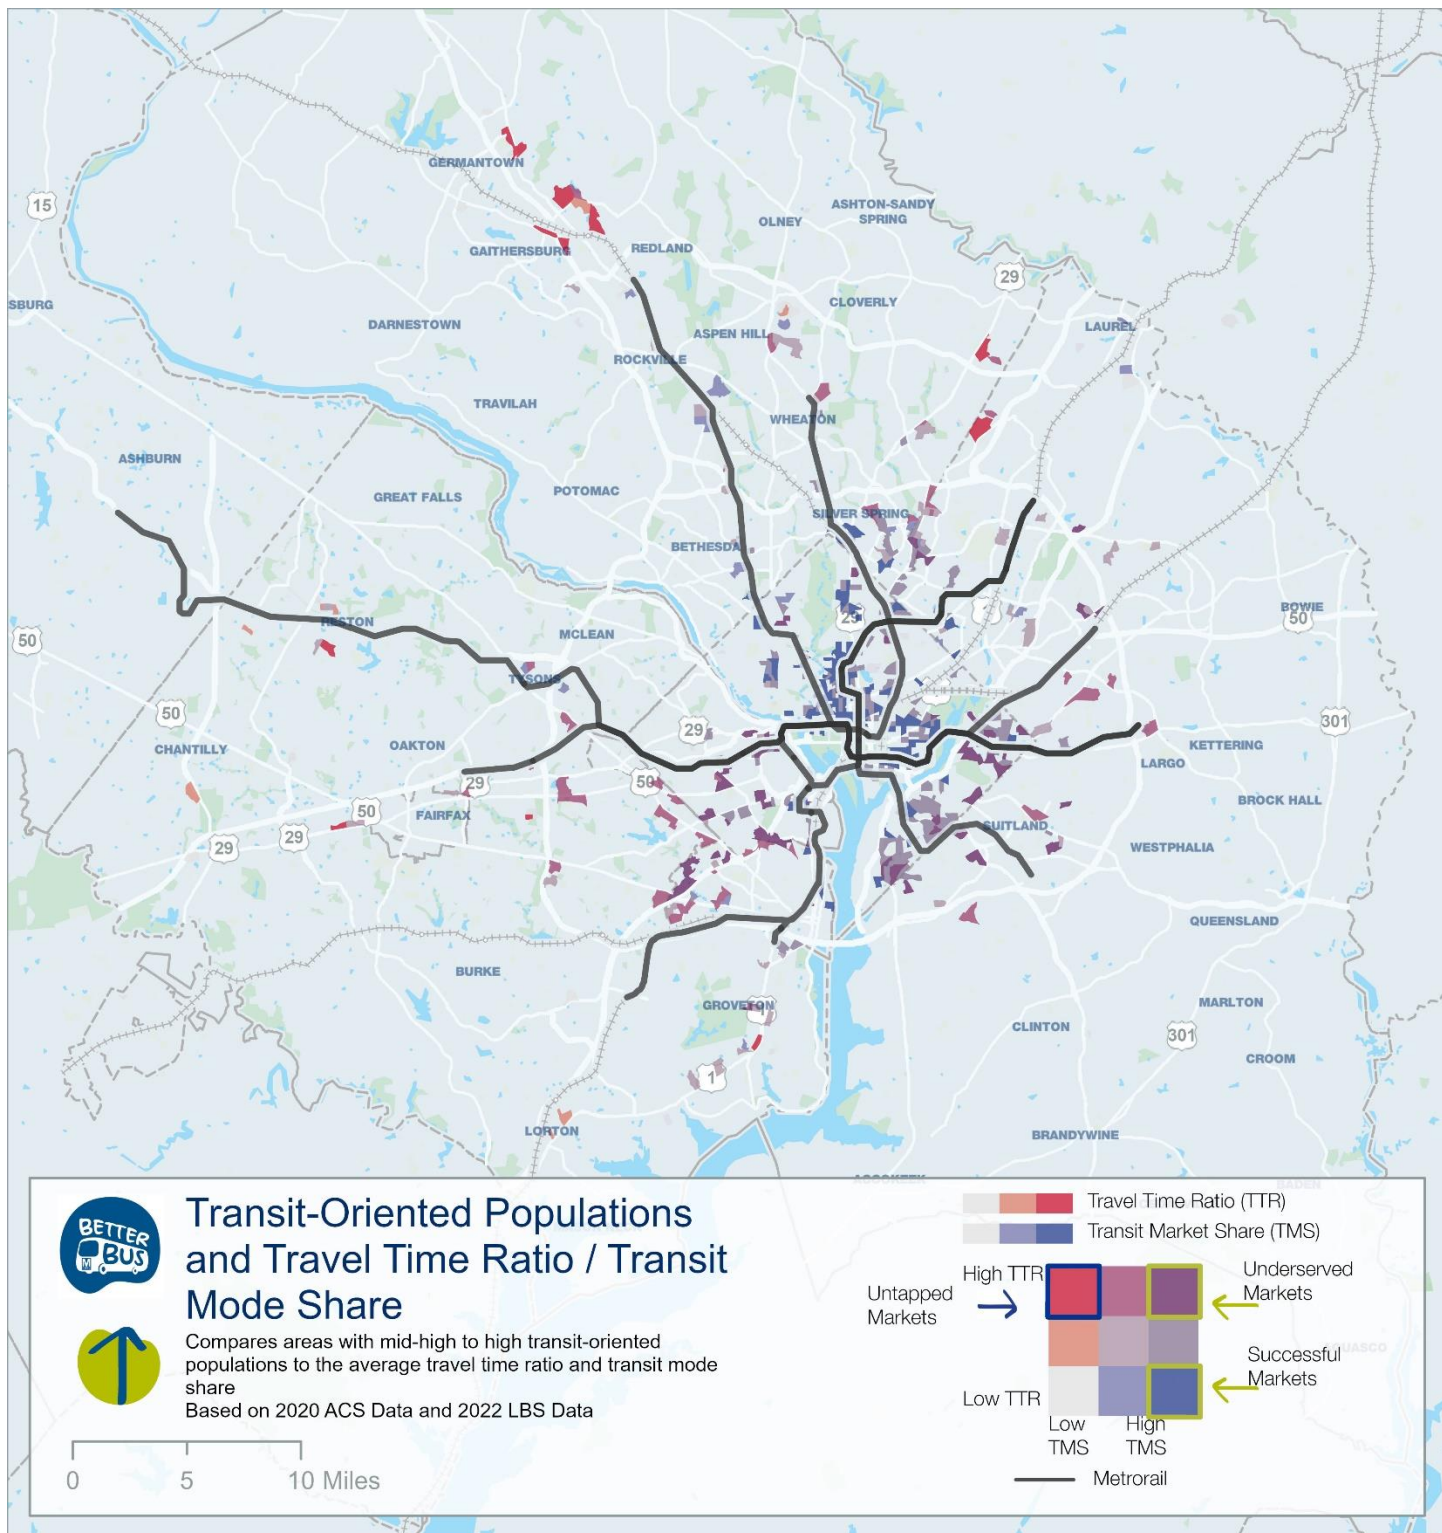 15
GERMANTOWN
OLNEY
ASHTON-SANDY
SPRING
GAITHERSBURG
REDLAND
29
SBURG
DARNESTOWN
CLOVERLY
ASPEN HILL
LAUREL
ROCKVILLE
TRAVILAH
WHEATON
ASHBURN
GREAT FALLS
POTOMAC
SILVER SPRING
BETHESDA
RESTON
MCLEAN
29
BOWIE
50
50
TYSONS
50
29
301
CHANTILLY
OAKTON
KETTERING
LARGO
29
50
BROCK HALL
50
FAIRFAX
SUITLAND
29
29
WESTPHALIA
QUEENSLAND
BURKE
MARLTON
GROVETON
1
CLINTON
301
CROOM
1
LORTON
BRANDYWINE
ACCOKEEK
BADEN
BETTER
BUS
M
Transit-Oriented Populations
and Travel Time Ratio / Transit
Mode Share
Compares areas with mid-high to high transit-oriented
populations to the average travel time ratio and transit mode
share
Based on 2020 ACS Data and 2022 LBS Data
0 5 10 Miles
Travel Time Ratio (TTR)
Transit Market Share (TMS)
High TTR
Untapped
Markets
Underserved
Markets
Successful
Markets
Low TTR
Low
TMS
High
TMS
Metrorail